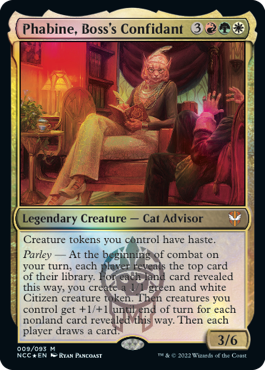 Phabine, Boss's Confidant 3
Legendary Creature — Cat Advisor
Creature tokens you control have haste.
Parley — At the beginning of combat on
your turn, each player reveals the top card
of their library. For each land card revealed
this way, you create a green and white
Citizen creature token. Then creatures you
control get +1/+1 until end of turn for each
nonland card revealed this way. Then each
player draws a card.
3/6
009/093 M
NCC EN RYAN PANCOAST
™ & © 2022 Wizards of the Coast